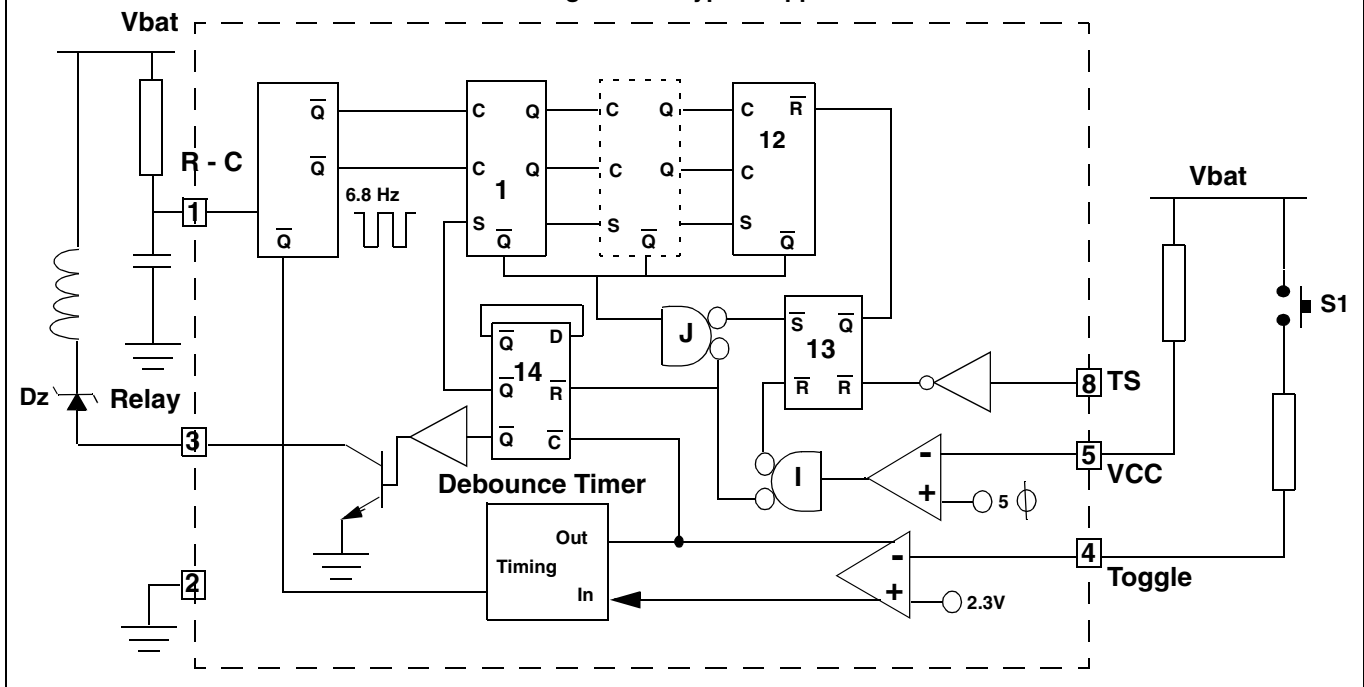 Vbat
R - C
1
Q̅
Q̅
Q̅
6.8 Hz
C Q
C Q
1
S
Q̅
C Q
C Q
S
Q̅
C R̅
12
C
S
Q̅
Vbat
S1
J
S̅ Q̅
13
R̅ R̅
Q̅ D
14
Q̅ R̅
Q̅ C̅
8 TS
Dz Relay
3
I
-
+
5 ϕ
5
VCC
Debounce Timer
Out
Timing
In
-
+
2.3V
4
Toggle
2